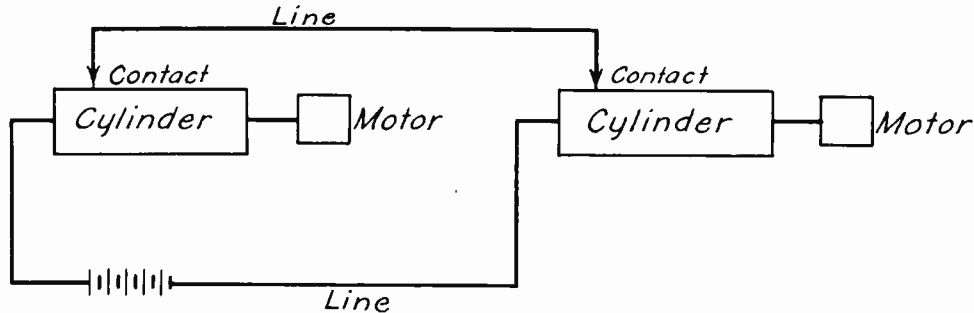 Line
Contact
Contact
Cylinder
Motor
Cylinder
Motor
Line